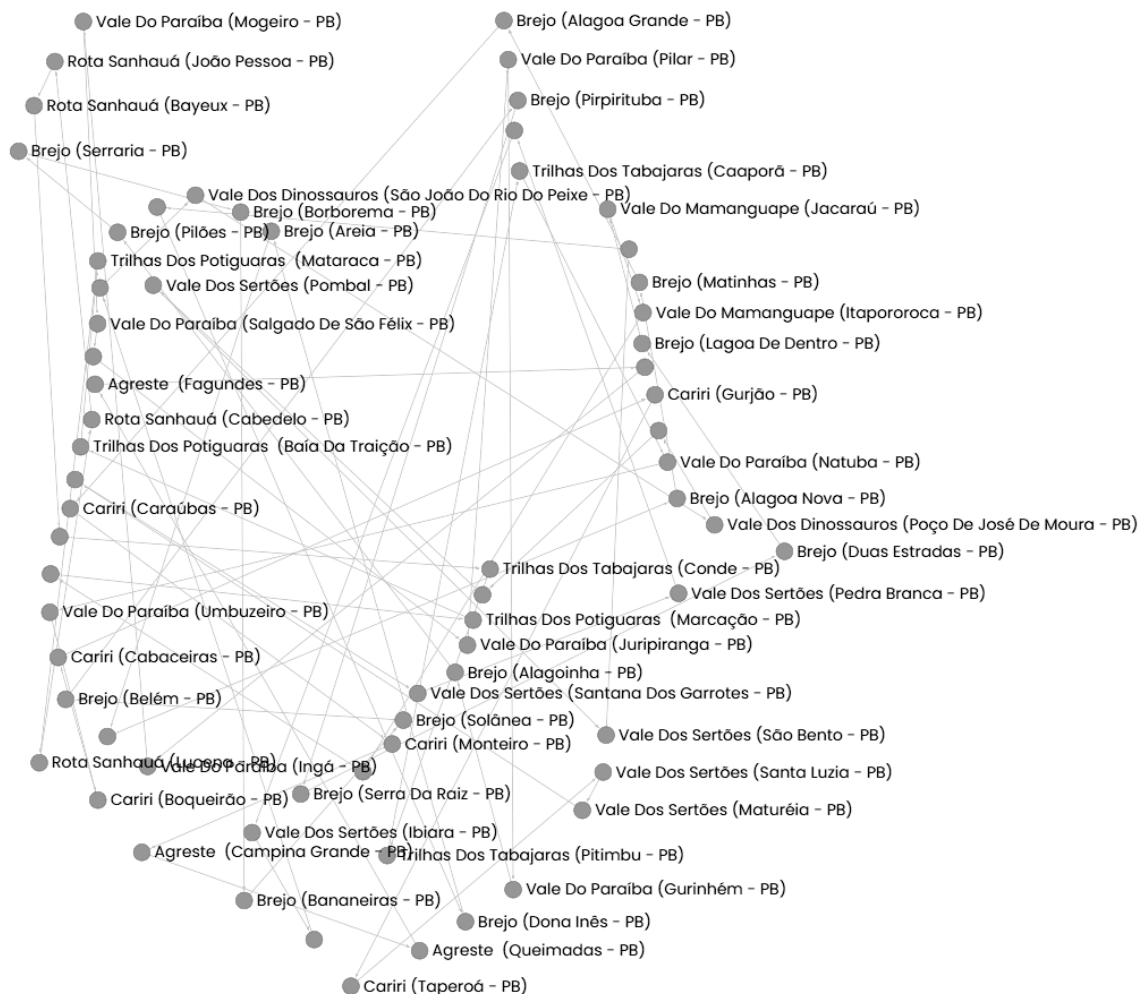 Vale Do Paraíba (Mogeiro - PB)
Brejo (Alagoa Grande - PB)
Rota Sanhauá (João Pessoa - PB)
Vale Do Paraíba (Pilar - PB)
Rota Sanhauá (Bayeux - PB)
Brejo (Pirpirituba - PB)
Brejo (Serraria - PB)
Trilhas Dos Tabajaras (Caaporã - PB)
Vale Dos Dinossauros (São João Do Rio Do Peixe - PB)
Vale Do Mamanguape (Jacaraú - PB)
Brejo (Borborema - PB)
Brejo (Pilões - PB)
Brejo (Areia - PB)
Trilhas Dos Potiguaras (Mataraca - PB)
Vale Dos Sertões (Pombal - PB)
Brejo (Matinhas - PB)
Vale Do Mamanguape (Itapororoca - PB)
Vale Do Paraíba (Salgado De São Félix - PB)
Brejo (Lagoa De Dentro - PB)
Agreste (Fagundes - PB)
Cariri (Gurjão - PB)
Rota Sanhauá (Cabedelo - PB)
Trilhas Dos Potiguaras (Baía Da Traição - PB)
Vale Do Paraíba (Natuba - PB)
Brejo (Alagoa Nova - PB)
Cariri (Caraúbas - PB)
Vale Dos Dinossauros (Poço De José De Moura - PB)
Brejo (Duas Estradas - PB)
Trilhas Dos Tabajaras (Conde - PB)
Vale Dos Sertões (Pedra Branca - PB)
Vale Do Paraíba (Umbuzeiro - PB)
Trilhas Dos Potiguaras (Marcação - PB)
Vale Do Paraíba (Juripiranga - PB)
Cariri (Cabaceiras - PB)
Brejo (Alagoinha - PB)
Vale Dos Sertões (Santana Dos Garrotes - PB)
Brejo (Belém - PB)
Brejo (Solânea - PB)
Vale Dos Sertões (São Bento - PB)
Cariri (Monteiro - PB)
Rota Sanhauá (Lucena - PB)
Vale Do Paraíba (Ingá - PB)
Vale Dos Sertões (Santa Luzia - PB)
Brejo (Serra Da Raiz - PB)
Cariri (Boqueirão - PB)
Vale Dos Sertões (Maturéia - PB)
Vale Dos Sertões (Ibiara - PB)
Agreste (Campina Grande - PB)
Trilhas Dos Tabajaras (Pitimbu - PB)
Vale Do Paraíba (Gurinhém - PB)
Brejo (Bananeiras - PB)
Brejo (Dona Inês - PB)
Agreste (Queimadas - PB)
Cariri (Taperoá - PB)